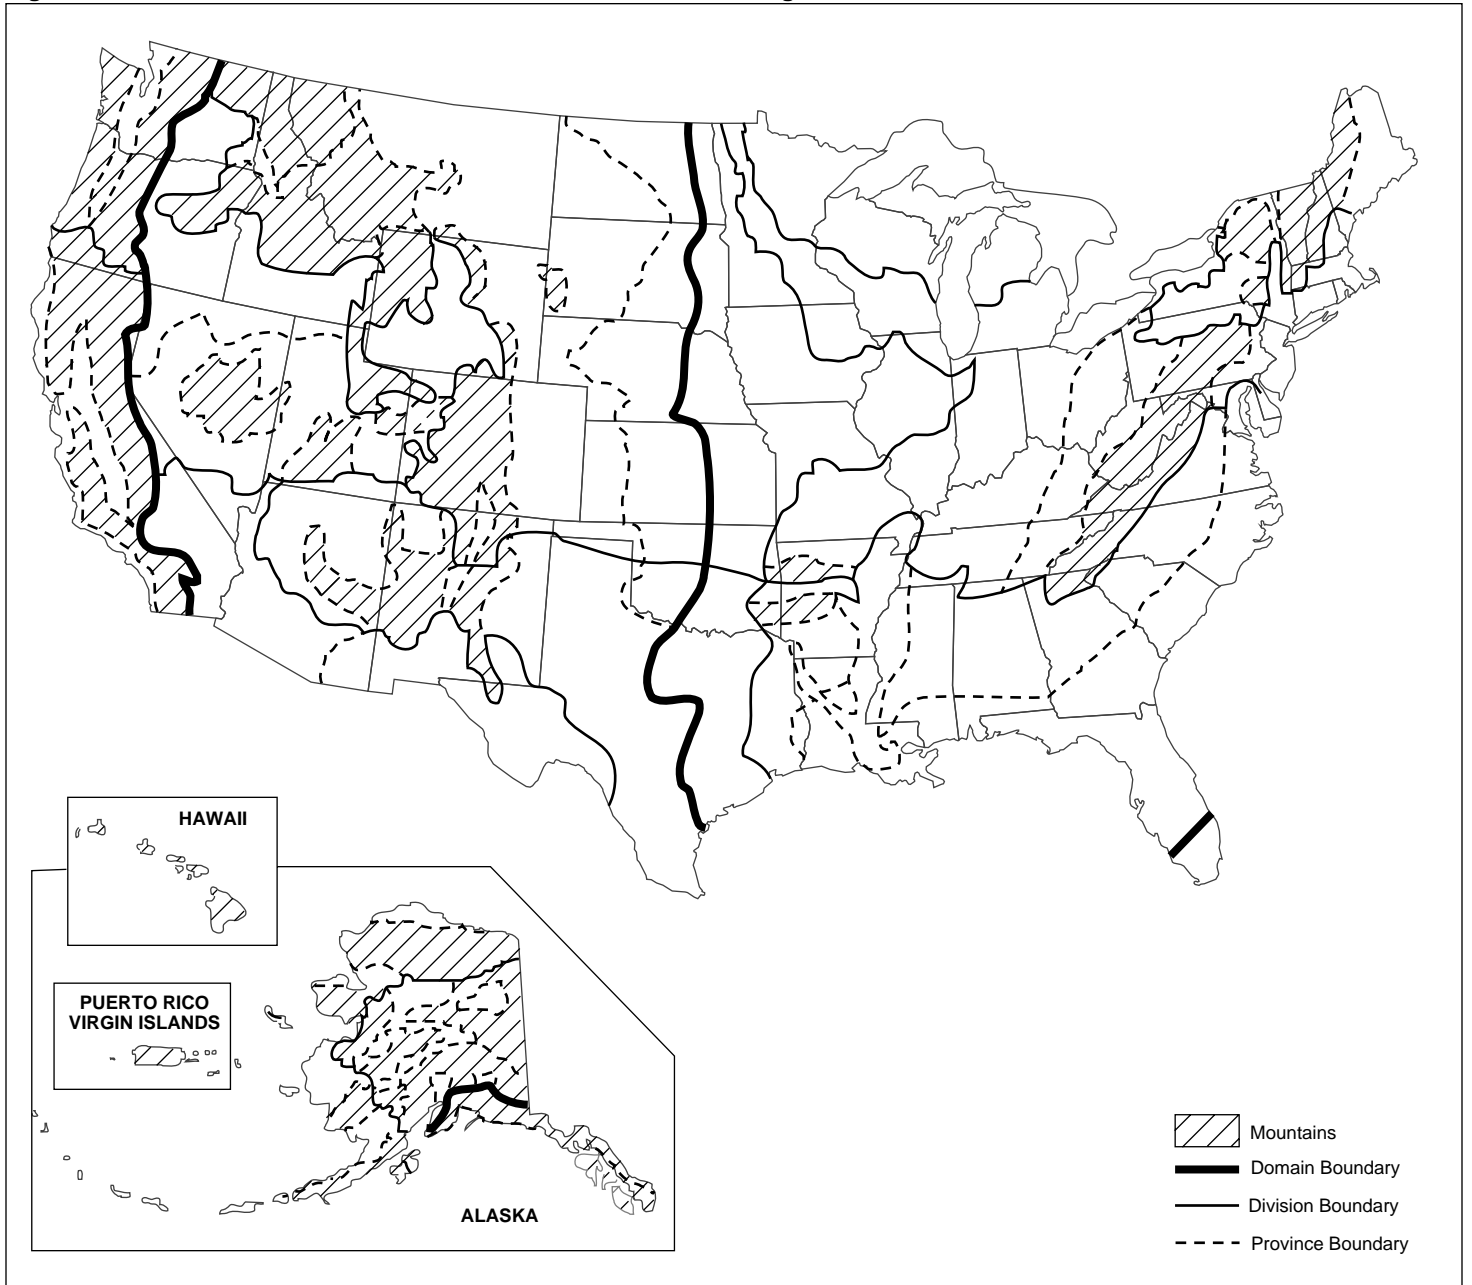 HAWAII
PUERTO RICO
VIRGIN ISLANDS
ALASKA
Mountains
Domain Boundary
Division Boundary
Province Boundary